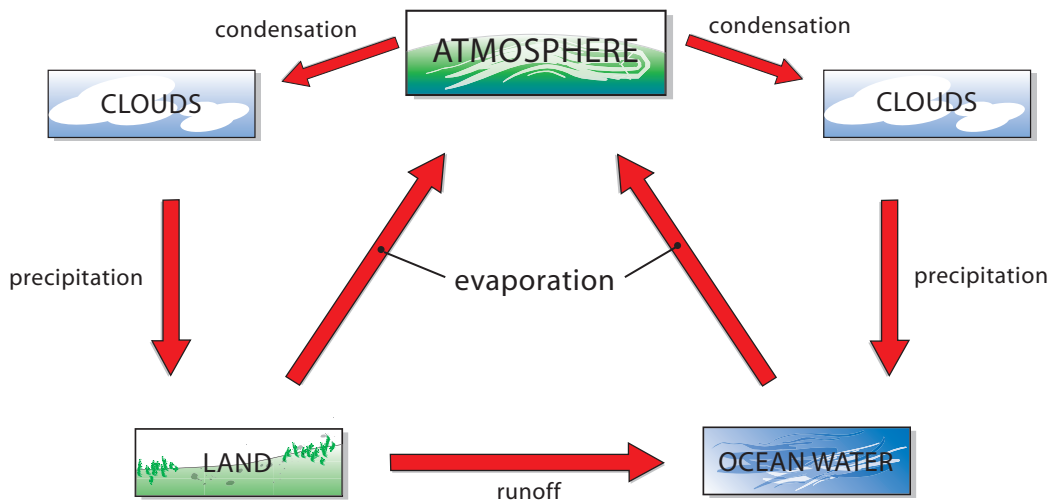 condensation
ATMOSPHERE
condensation
CLOUDS
CLOUDS
precipitation
evaporation
precipitation
LAND
OCEAN WATER
runoff